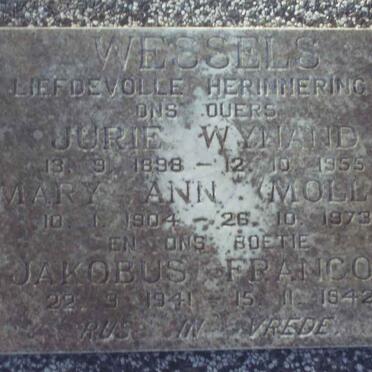 WESSELS
LIEFDEVOLLE HERINNERING
ONS OUERS
JURIE WYNAND
13. 9. 1898 - 12. 10. 1955
MARY ANN (MOLL
10. 1. 1904 - 26. 10. 1973
EN ONS BOETIE
JAKOBUS FRANCO
22. 9. 1941 - 15. 11. 1942
RUS IN VREDE.